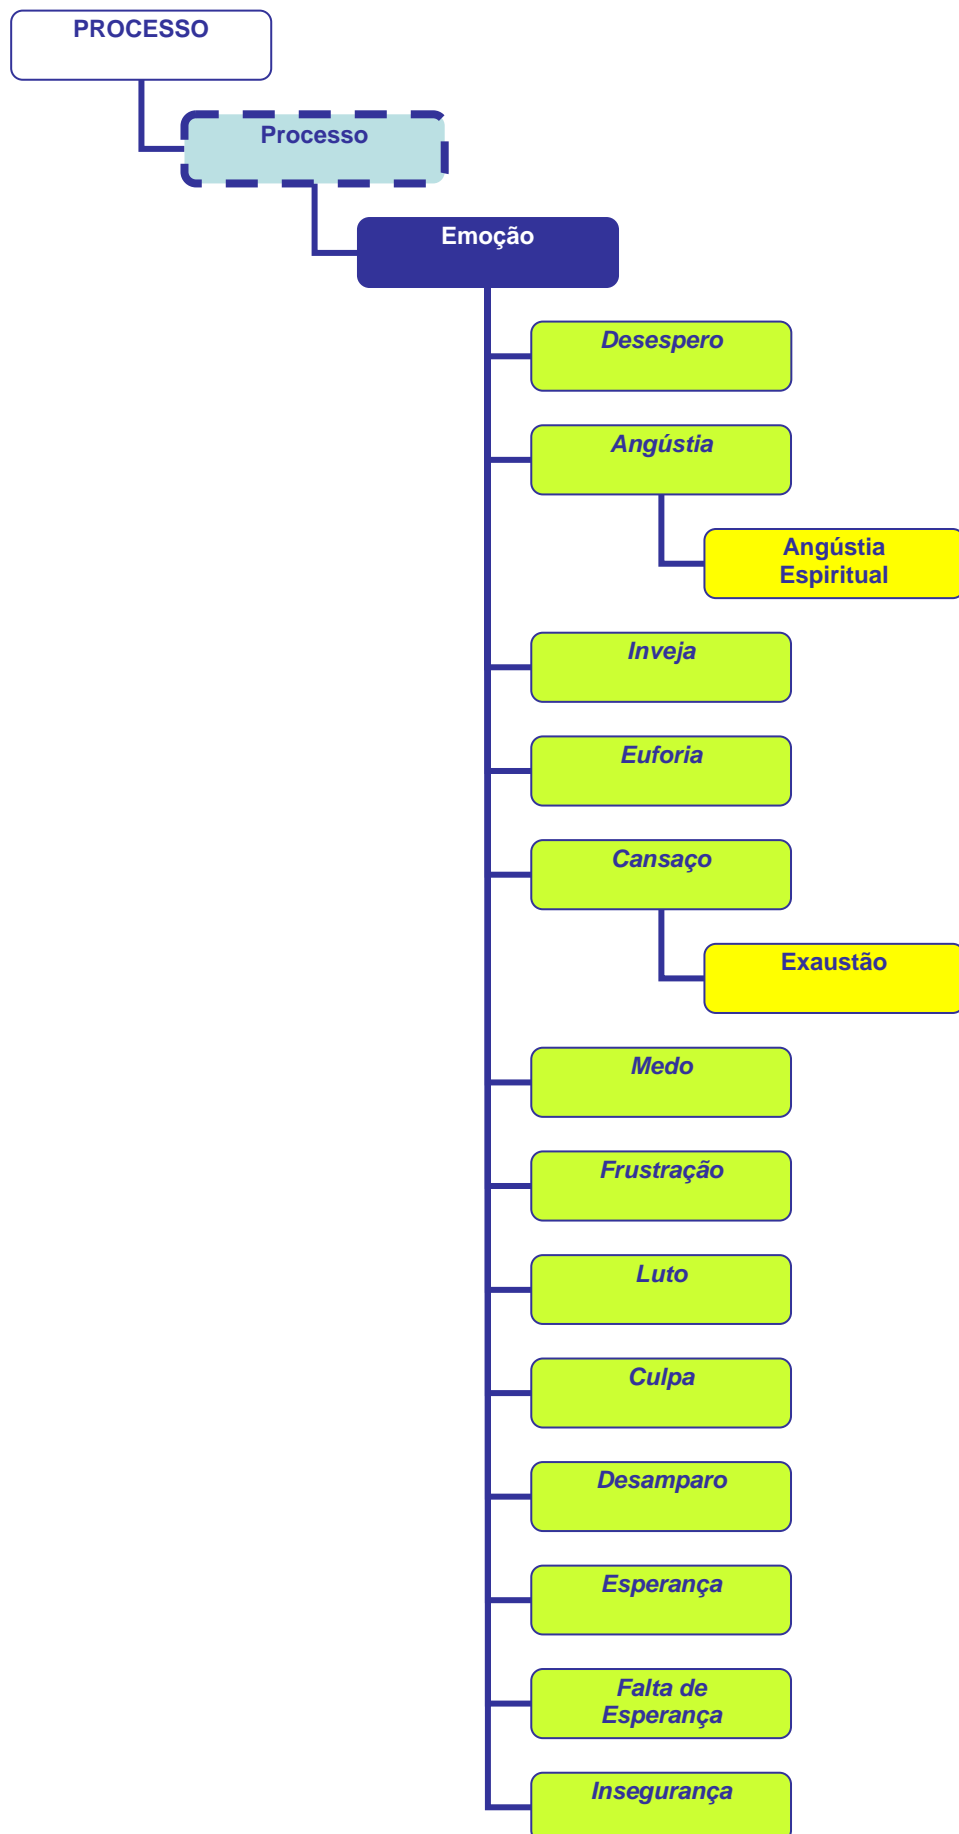 PROCESSO
Processo
Emoção
Desespero
Angústia
Angústia
Espiritual
Inveja
Euforia
Cansaço
Exaustão
Medo
Frustração
Luto
Culpa
Desamparo
Esperança
Falta de
Esperança
Insegurança